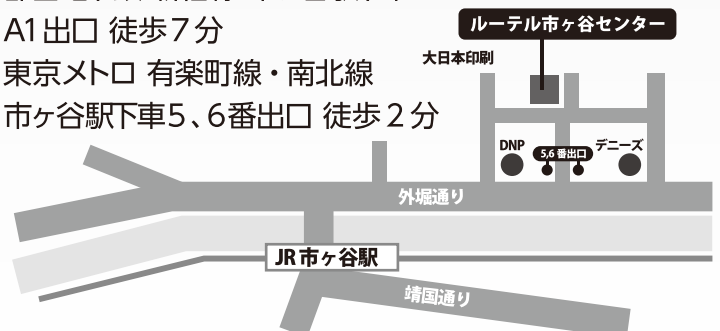 A1出口 徒歩7分
東京メトロ 有楽町線・南北線
市ヶ谷駅下車5、6番出口 徒歩2分
ルーテル市ヶ谷センター
大日本印刷
DNP
5,6番出口
デニーズ
外堀通り
JR市ヶ谷駅
靖国通り